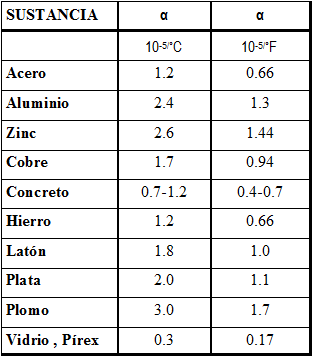 SUSTANCIA α α
10-5/°C 10-5/°F
Acero 1.2 0.66
Aluminio 2.4 1.3
Zinc 2.6 1.44
Cobre 1.7 0.94
Concreto 0.7-1.2 0.4-0.7
Hierro 1.2 0.66
Latón 1.8 1.0
Plata 2.0 1.1
Plomo 3.0 1.7
Vidrio , Pírex 0.3 0.17